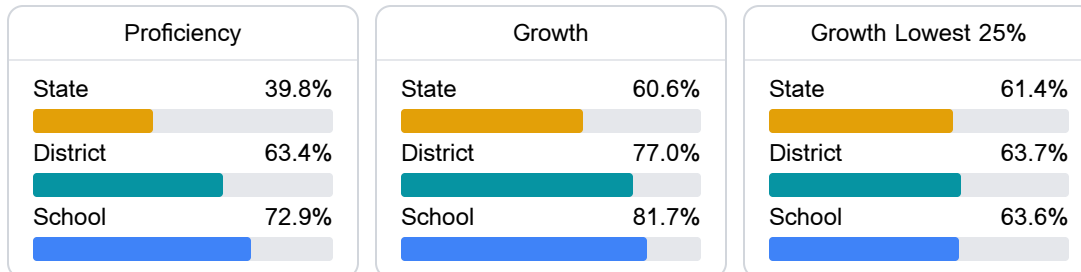 Proficiency
State 39.8%
District 63.4%
School 72.9%
Growth
State 60.6%
District 77.0%
School 81.7%
Growth Lowest 25%
State 61.4%
District 63.7%
School 63.6%